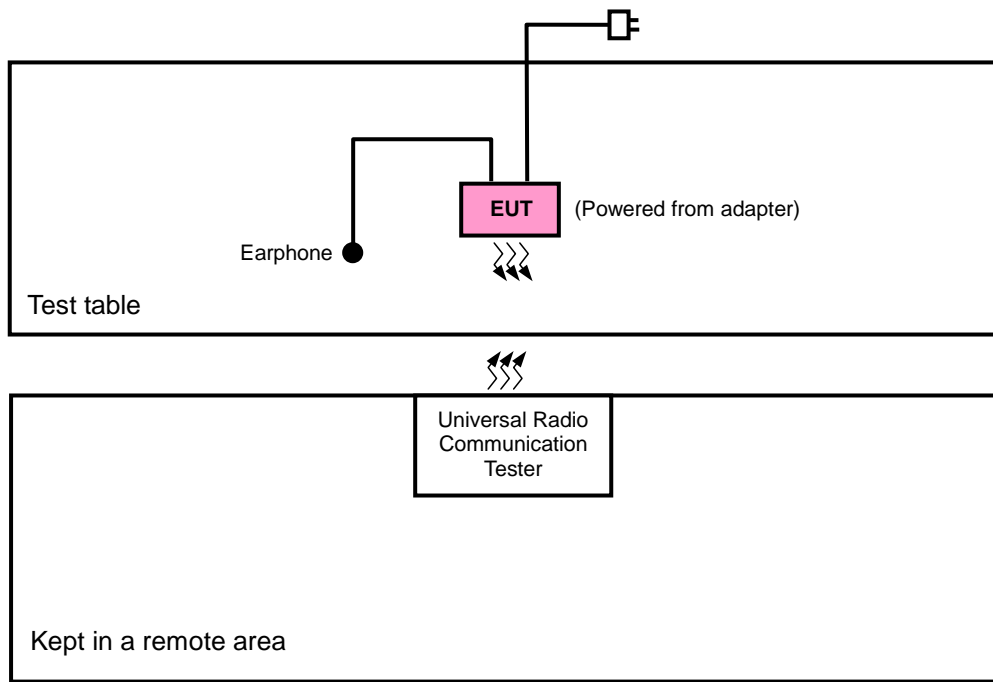 EUT
(Powered from adapter)
Earphone
Test table
Universal Radio
Communication
Tester
Kept in a remote area